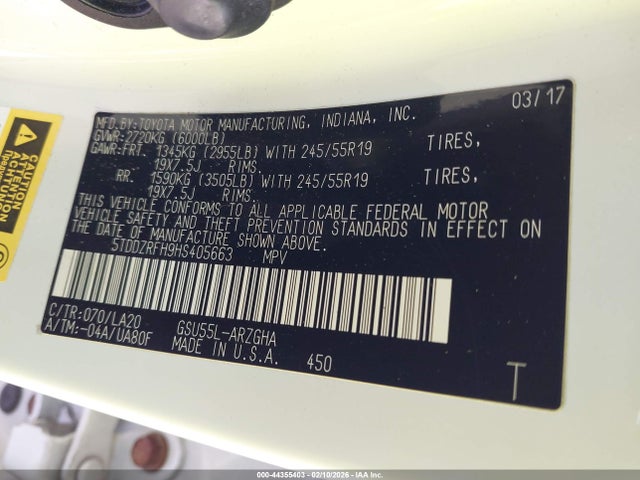 03/17
MFD.BY:TOYOTA MOTOR MANUFACTURING, INDIANA, INC.
GVWR:2720KG (6000LB)
GAWR:FRT. 1345KG (2955LB) WITH 245/55R19 TIRES,
19X7.5J RIMS.
RR. 1590KG (3505LB) WITH 245/55R19 TIRES,
19X7.5J RIMS.
THIS VEHICLE CONFORMS TO ALL APPLICABLE FEDERAL MOTOR
VEHICLE SAFETY AND THEFT PREVENTION STANDARDS IN EFFECT ON
THE DATE OF MANUFACTURE SHOWN ABOVE.
5TDDZRFH9HS405663 MPV
C/TR:070/LA20 GSU55L-ARZGHA
A/TM:-04A/UA80F MADE IN U.S.A. 450
T
CAUTION
ATTENTION
000-44355403 - 02/10/2026 - IAA Inc.